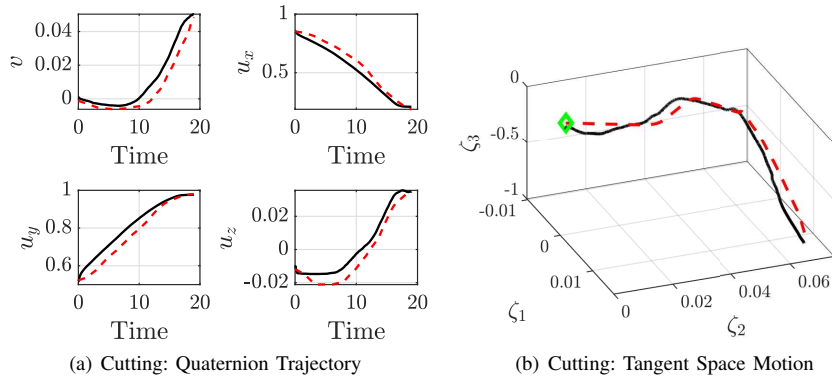 0.04
0.02
0
v
0 10 20
Time
1
0.5
u_x
0 10 20
Time
1
0.8
0.6
u_y
0 10 20
Time
0.02
0
-0.02
u_z
0 10 20
Time
(a) Cutting: Quaternion Trajectory
0
-0.5
-1
ζ_3
-0.01
0
0.01
ζ_1
0
0.02
0.04
0.06
ζ_2
(b) Cutting: Tangent Space Motion